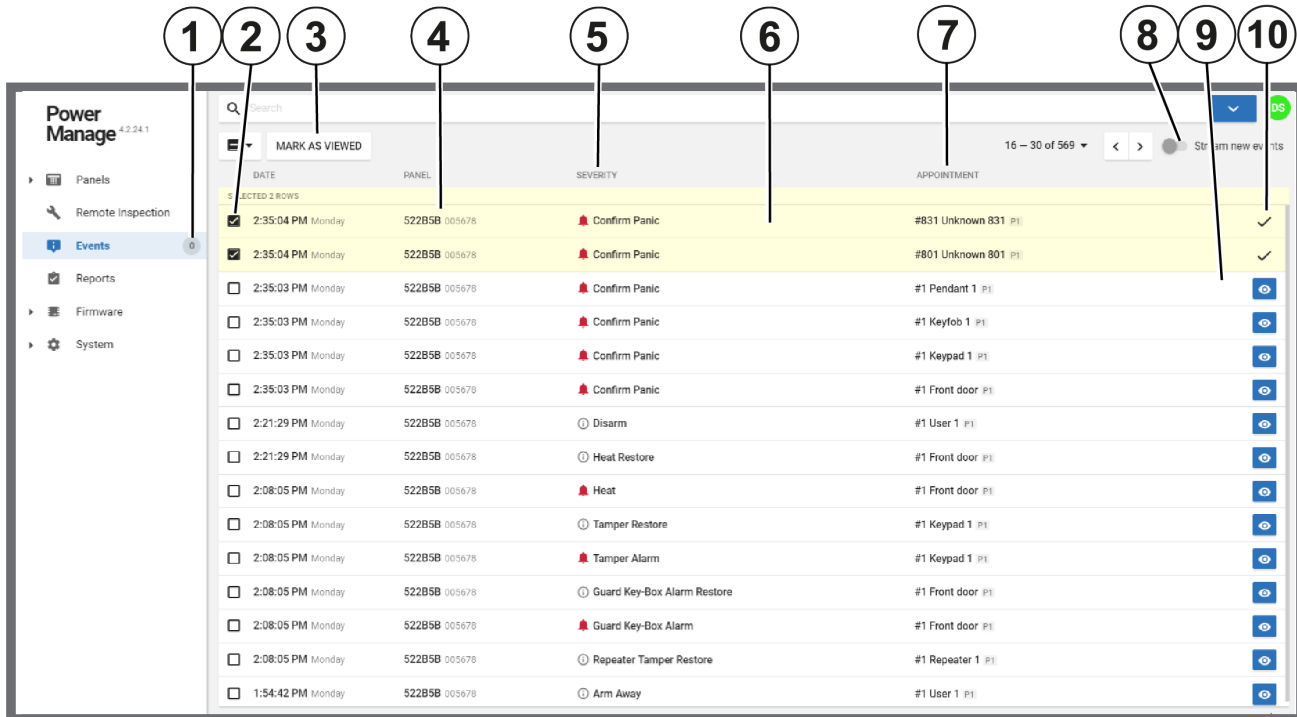 1 2 3 4 5 6 7 8 9 10
Power
Manage 4.2.24.1
Search
DS
MARK AS VIEWED
16 – 30 of 569
Stream new events
Panels
Remote Inspection
Events 0
Reports
Firmware
System
DATE PANEL SEVERITY APPOINTMENT
SELECTED 2 ROWS
2:35:04 PM Monday 522B5B 005678 Confirm Panic #831 Unknown 831 P1
2:35:04 PM Monday 522B5B 005678 Confirm Panic #801 Unknown 801 P1
2:35:03 PM Monday 522B5B 005678 Confirm Panic #1 Pendant 1 P1
2:35:03 PM Monday 522B5B 005678 Confirm Panic #1 Keyfob 1 P1
2:35:03 PM Monday 522B5B 005678 Confirm Panic #1 Keypad 1 P1
2:35:03 PM Monday 522B5B 005678 Confirm Panic #1 Front door P1
2:21:29 PM Monday 522B5B 005678 Disarm #1 User 1 P1
2:21:29 PM Monday 522B5B 005678 Heat Restore #1 Front door P1
2:08:05 PM Monday 522B5B 005678 Heat #1 Front door P1
2:08:05 PM Monday 522B5B 005678 Tamper Restore #1 Keypad 1 P1
2:08:05 PM Monday 522B5B 005678 Tamper Alarm #1 Keypad 1 P1
2:08:05 PM Monday 522B5B 005678 Guard Key-Box Alarm Restore #1 Front door P1
2:08:05 PM Monday 522B5B 005678 Guard Key-Box Alarm #1 Front door P1
2:08:05 PM Monday 522B5B 005678 Repeater Tamper Restore #1 Repeater 1 P1
1:54:42 PM Monday 522B5B 005678 Arm Away #1 User 1 P1